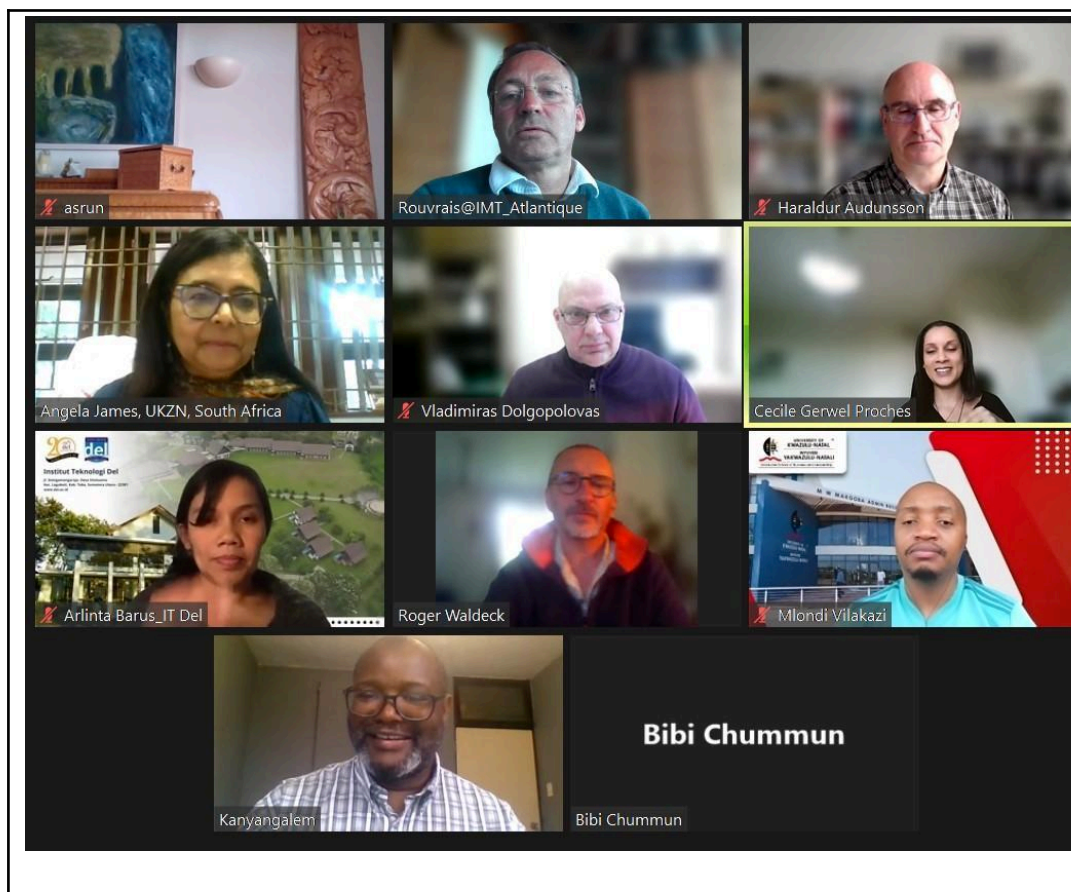 asrun
Rouvrais@IMT_Atlantique
Haraldur Audunsson
Angela James, UKZN, South Africa
Vladimiras Dolgopolovas
Cecile Gerwel Proches
del
Institut Teknologi Del
Arlinta Barus_IT Del
Roger Waldeck
UNIVERSITY OF
KWAZULU-NATAL
INYUVESI
YAKWAZULU-NATALI
Mlondi Vilakazi
Kanyangalem
Bibi Chummun
Bibi Chummun